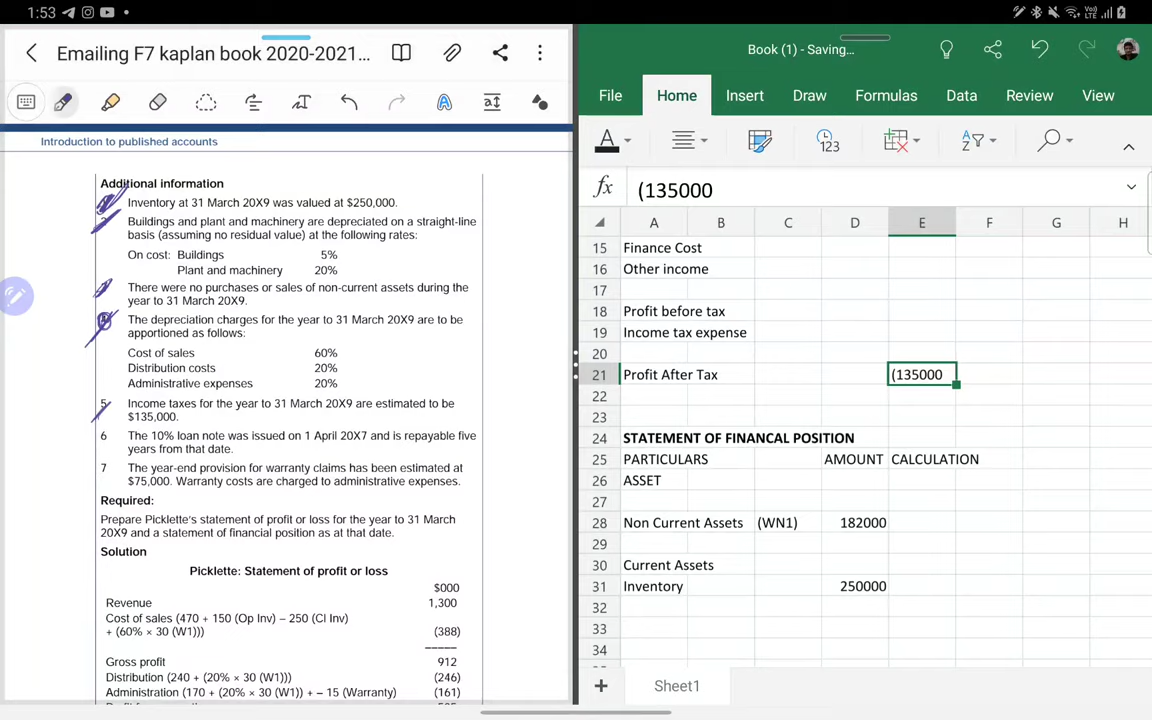 1:53
Emailing F7 kaplan book 2020-2021...
Introduction to published accounts
Additional information
Inventory at 31 March 20X9 was valued at $250,000.
Buildings and plant and machinery are depreciated on a straight-line
basis (assuming no residual value) at the following rates:
On cost: Buildings 5%
Plant and machinery 20%
There were no purchases or sales of non-current assets during the
year to 31 March 20X9.
The depreciation charges for the year to 31 March 20X9 are to be
apportioned as follows:
Cost of sales 60%
Distribution costs 20%
Administrative expenses 20%
5 Income taxes for the year to 31 March 20X9 are estimated to be
$135,000.
6 The 10% loan note was issued on 1 April 20X7 and is repayable five
years from that date.
7 The year-end provision for warranty claims has been estimated at
$75,000. Warranty costs are charged to administrative expenses.
Required:
Prepare Picklette's statement of profit or loss for the year to 31 March
20X9 and a statement of financial position as at that date.
Solution
Picklette: Statement of profit or loss
$000
Revenue 1,300
Cost of sales (470 + 150 (Op Inv) – 250 (Cl Inv)
+ (60% × 30 (W1))) (388)
Gross profit 912
Distribution (240 + (20% × 30 (W1))) (246)
Administration (170 + (20% × 30 (W1)) + – 15 (Warranty) (161)
Book (1) - Saving...
File Home Insert Draw Formulas Data Review View
A 123
fx (135000
A B C D E F G H
15 Finance Cost
16 Other income
17
18 Profit before tax
19 Income tax expense
20
21 Profit After Tax (135000
22
23
24 STATEMENT OF FINANCAL POSITION
25 PARTICULARS AMOUNT CALCULATION
26 ASSET
27
28 Non Current Assets (WN1) 182000
29
30 Current Assets
31 Inventory 250000
32
33
34
+ Sheet1